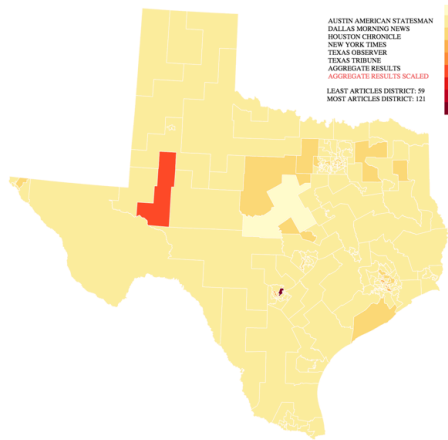 AUSTIN AMERICAN STATESMAN
DALLAS MORNING NEWS
HOUSTON CHRONICLE
NEW YORK TIMES
TEXAS OBSERVER
TEXAS TRIBUNE
AGGREGATE RESULTS
AGGREGATE RESULTS SCALED
LEAST ARTICLES DISTRICT: 59
MOST ARTICLES DISTRICT: 121